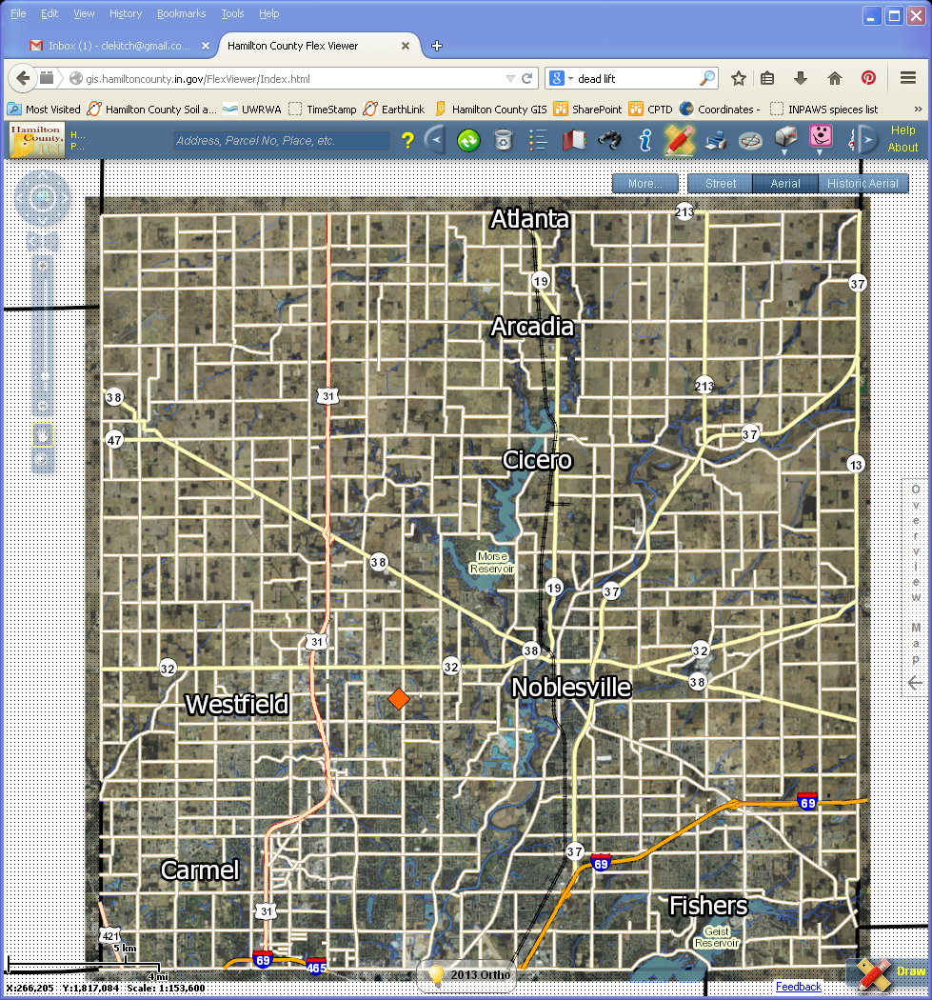 File Edit View History Bookmarks Tools Help
Inbox (1) - clekitch@gmail.co...
Hamilton County Flex Viewer
gis.hamiltoncounty.in.gov/FlexViewer/Index.html
dead lift
Most Visited Hamilton County Soil a... UWRWA TimeStamp EarthLink Hamilton County GIS SharePoint CPTD Coordinates - INPAWS spieces list
Hamilton County, IN
H...
P...
Address, Parcel No, Place, etc.
Help
About
More...
Street
Aerial
Historic Aerial
Atlanta
213
19
37
Arcadia
38
31
213
47
37
Cicero
13
38
Morse
Reservoir
19
37
31
38
32
32
32
38
Noblesville
Westfield
69
37
69
Carmel
Fishers
31
421
Geist
Reservoir
69
465
Overview Map
5 km
4 mi
2013 Ortho
Draw
X:266,205 Y:1,817,084 Scale: 1:153,600
Feedback